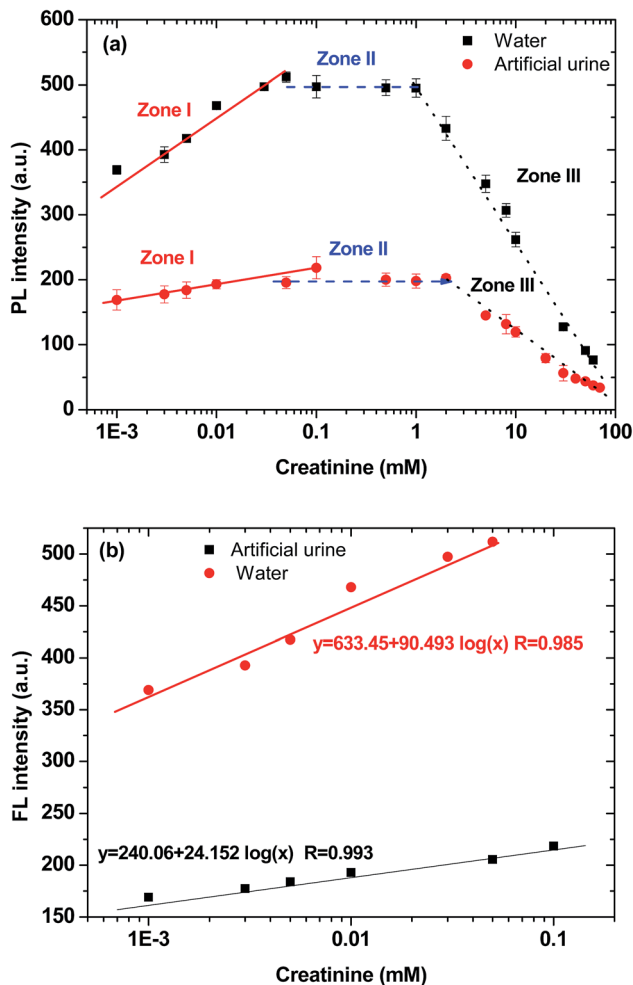 (a)
Water
Artificial urine
Zone I
Zone II
Zone III
Zone I
Zone II
Zone III
PL intensity (a.u.)
600
500
400
300
200
100
0
1E-3 0.01 0.1 1 10 100
Creatinine (mM)
(b)
Artificial urine
Water
y=633.45+90.493 log(x) R=0.985
y=240.06+24.152 log(x) R=0.993
FL intensity (a.u.)
500
450
400
350
300
250
200
150
1E-3 0.01 0.1
Creatinine (mM)